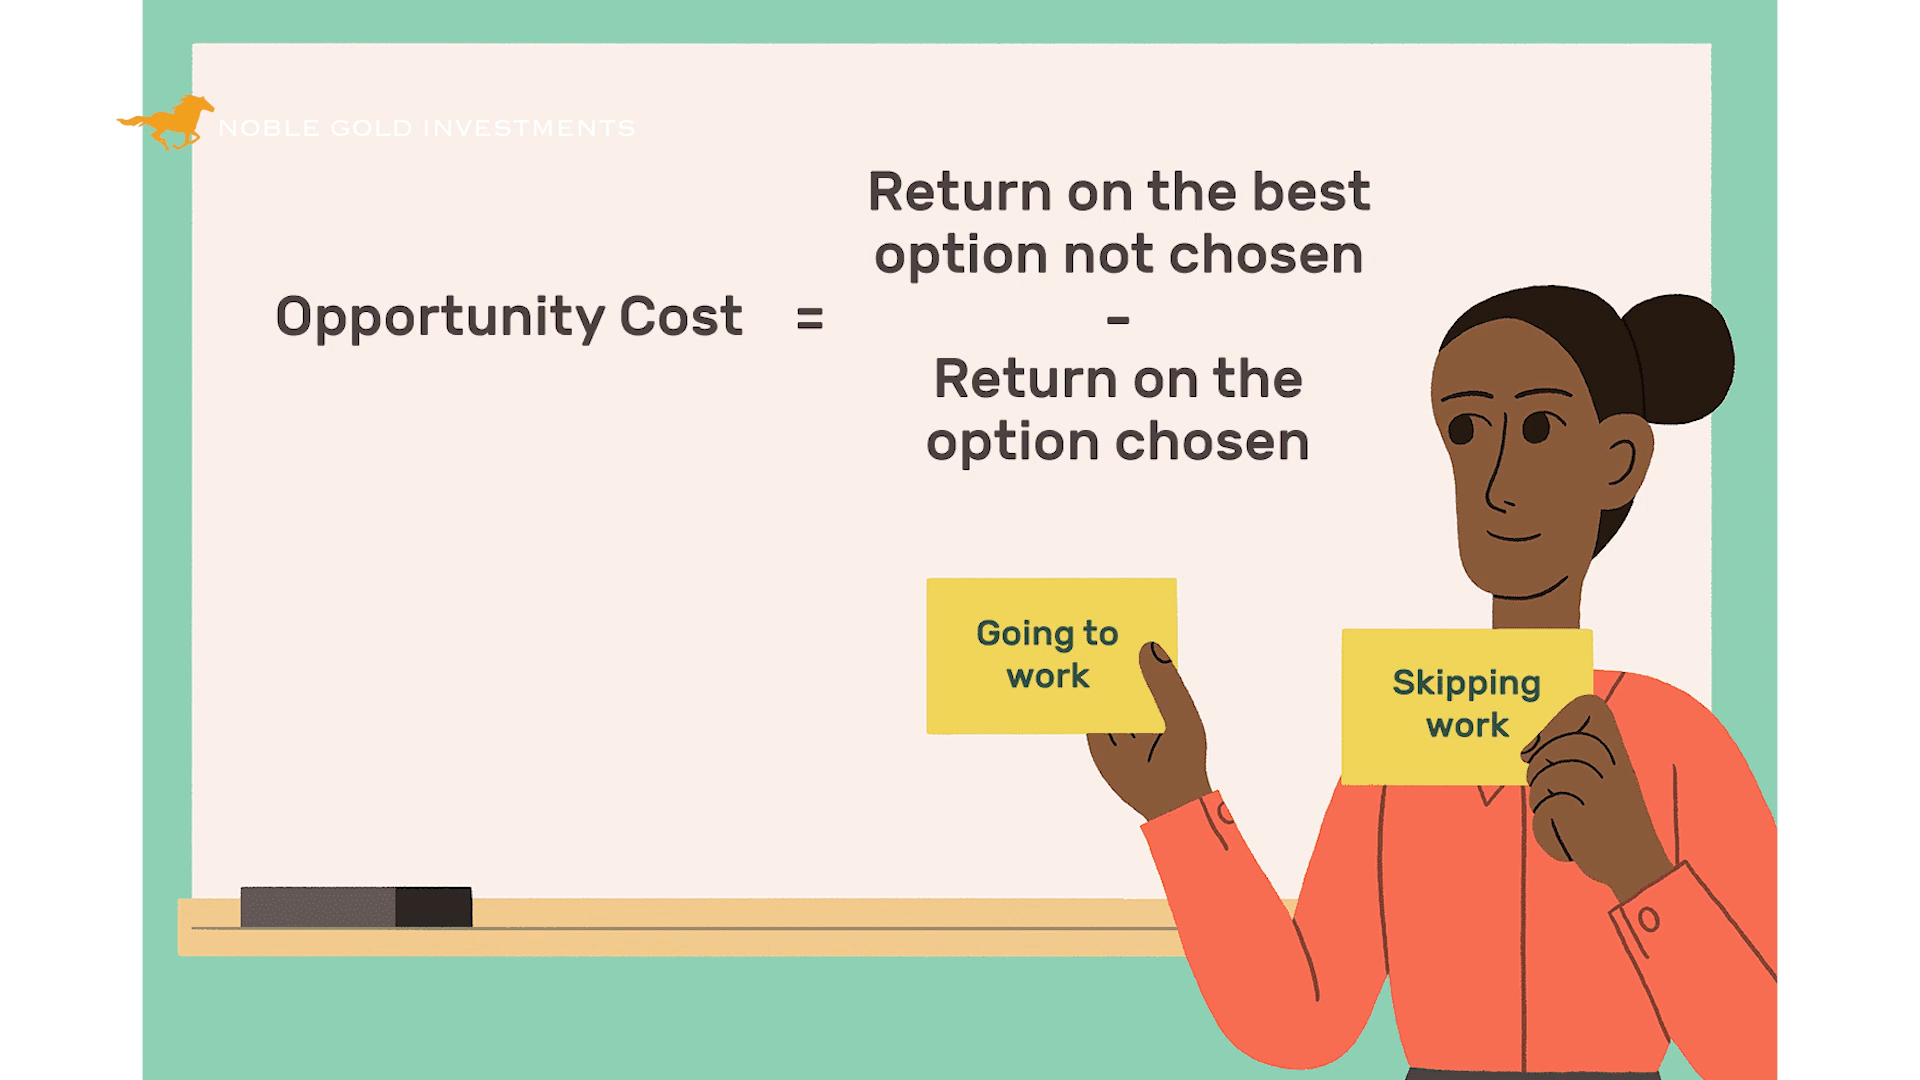 NOBLE GOLD INVESTMENTS
Return on the best
option not chosen
Opportunity Cost = -
Return on the
option chosen
Going to
work
Skipping
work